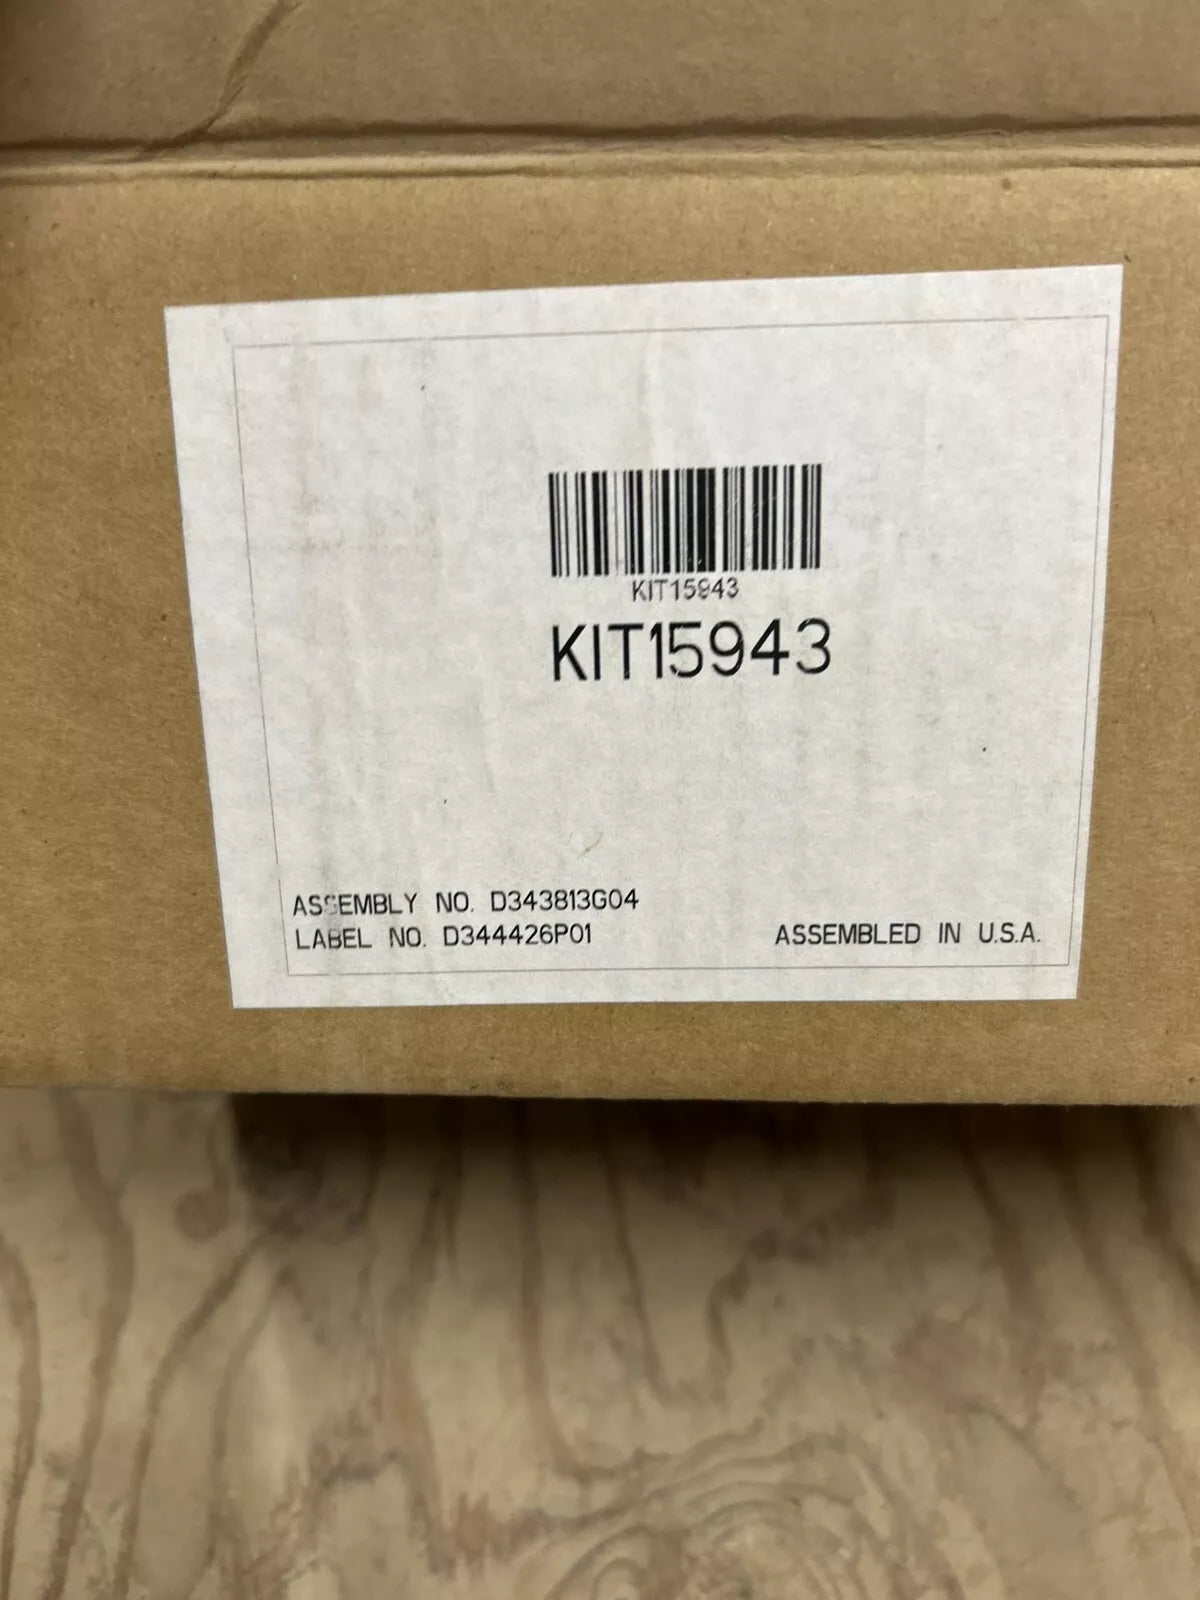 KIT15943
KIT15943
ASSEMBLY NO. D343813G04
LABEL NO. D344426P01
ASSEMBLED IN U.S.A.